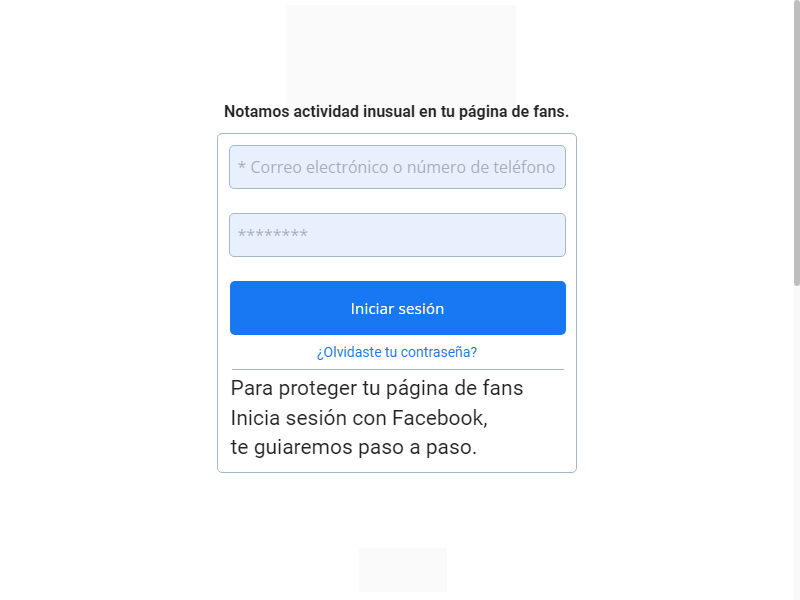 Notamos actividad inusual en tu página de fans.
* Correo electrónico o número de teléfono
********
Iniciar sesión
¿Olvidaste tu contraseña?
Para proteger tu página de fans
Inicia sesión con Facebook,
te guiaremos paso a paso.